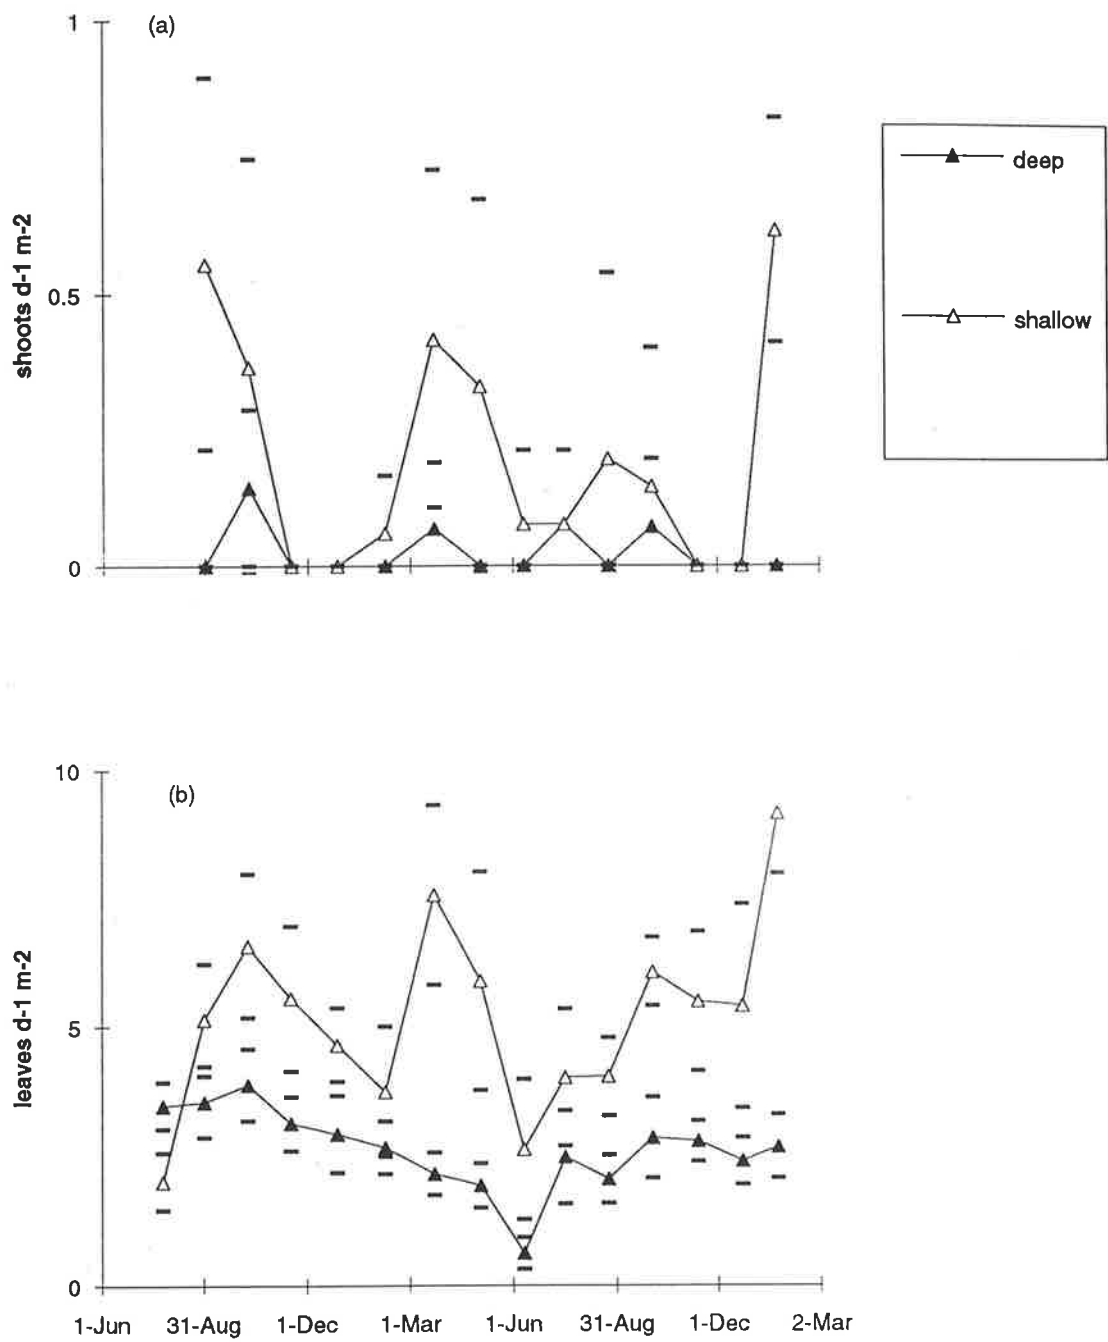 1
(a)
deep
shoots d-1 m-2
0.5
shallow
0
10
(b)
leaves d-1 m-2
5
0
1-Jun 31-Aug 1-Dec 1-Mar 1-Jun 31-Aug 1-Dec 2-Mar